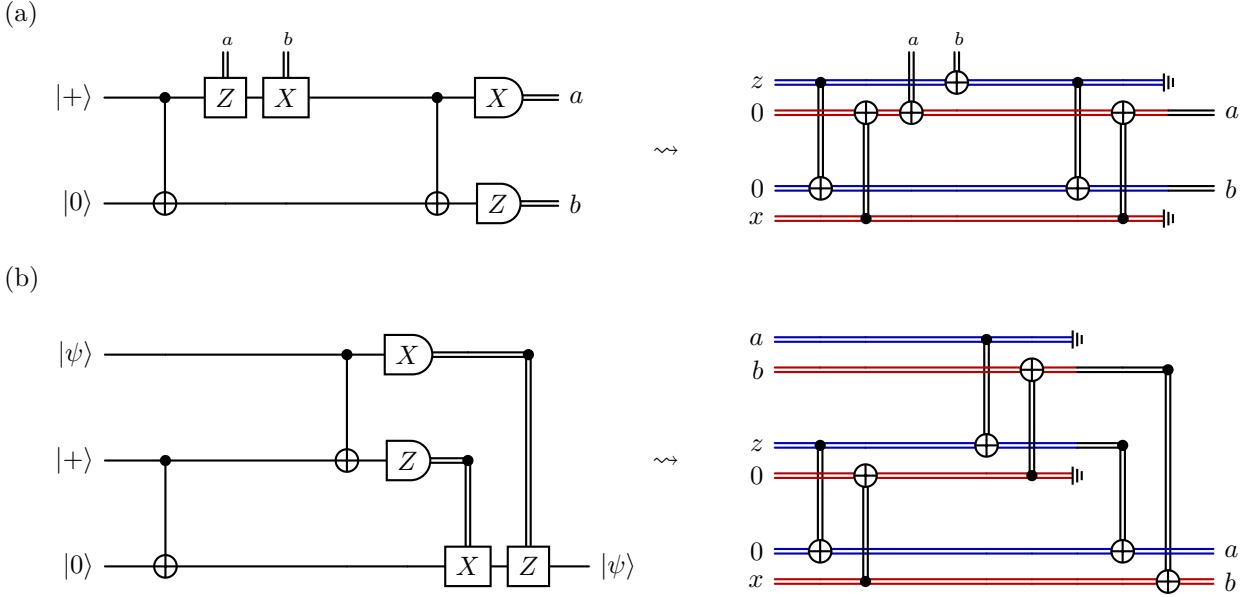 (a)
a b a b
|+⟩ Z X X a ⇝ z
0 a
|0⟩ Z b 0 b
x
(b)
|ψ⟩ X a
b
|+⟩ Z ⇝ z
0
|0⟩ X Z |ψ⟩ 0 a
x b